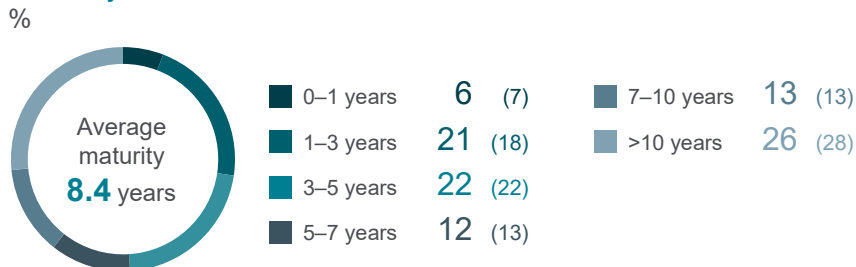 %
Average
maturity
8.4 years
0–1 years 6 (7)
1–3 years 21 (18)
3–5 years 22 (22)
5–7 years 12 (13)
7–10 years 13 (13)
>10 years 26 (28)